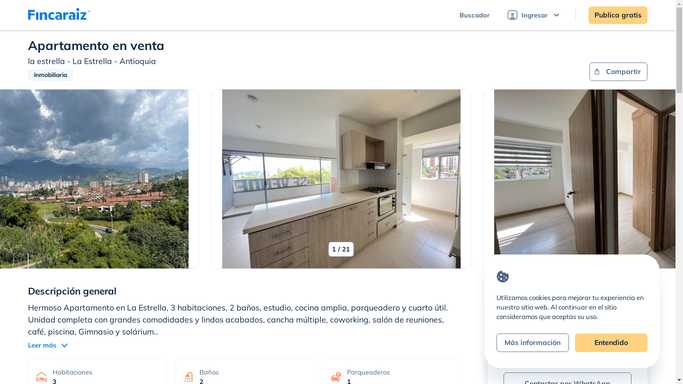 Fincaraiz
Buscador
Ingresar
Publica gratis
Apartamento en venta
la estrella - La Estrella - Antioquia
Inmobiliaria
Compartir
1 / 21
Descripción general
Hermoso Apartamento en La Estrella, 3 habitaciones, 2 baños, estudio, cocina amplia, parqueadero y cuarto útil.
Unidad completa con grandes comodidades y lindos acabados, cancha múltiple, coworking, salón de reuniones,
café, piscina, Gimnasio y solárium..
Leer más
Habitaciones
3
Baños
2
Parqueaderos
1
Utilizamos cookies para mejorar tu experiencia en
nuestro sitio web. Al continuar en el sitio
consideramos que aceptas su uso.
Más información
Entendido
Contactar por WhatsApp